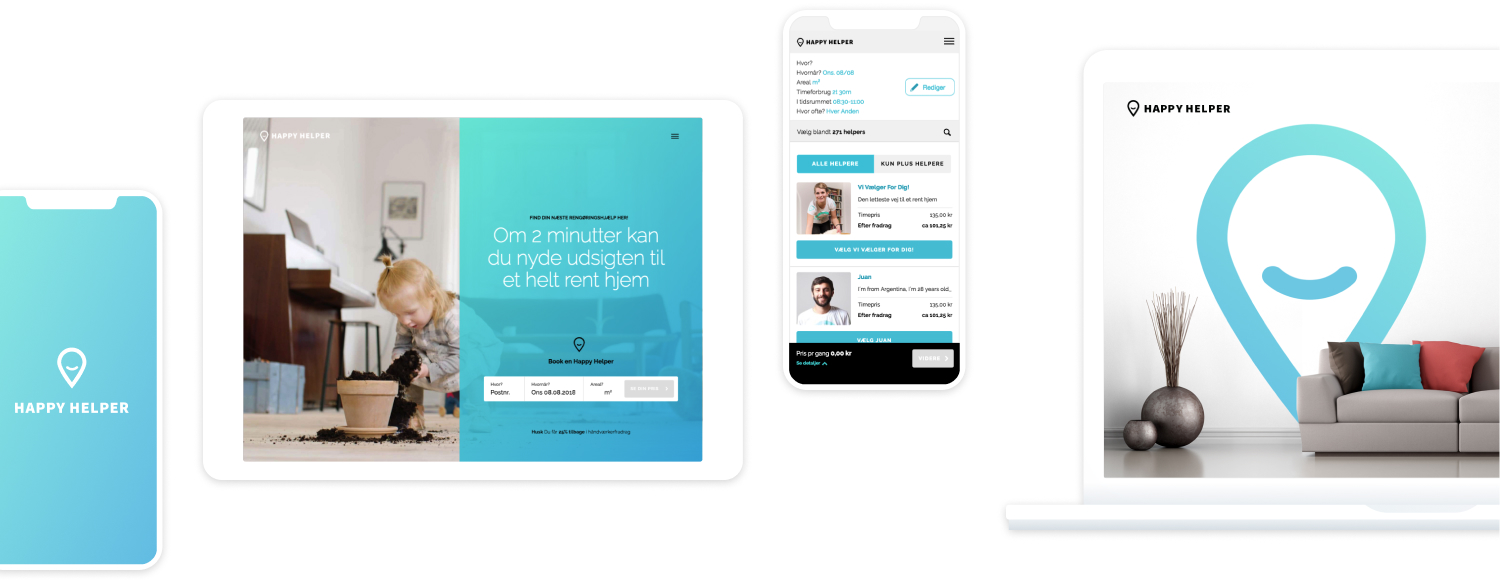 HAPPY HELPER
HAPPY HELPER
FIND DIN NÆSTE RENGØRINGSHJÆLP HER!
Om 2 minutter kan
du nyde udsigten til
et helt rent hjem
Book en Happy Helper
Hvor?
Postnr.
Hvornår?
Ons 08.08.2018
Areal?
m²
SE DIN PRIS
Husk Du får 25% tilbage i håndværkerfradrag
HAPPY HELPER
Hvor?
Hvornår? Ons, 08/08
Areal m²
Timeforbrug 2t 30m
I tidsrummet 08:30-11:00
Hvor ofte? Hver Anden
Rediger
Vælg blandt 271 helpers
ALLE HELPERE
KUN PLUS HELPERE
Vi Vælger For Dig!
Den letteste vej til et rent hjem
Timepris 135,00 kr
Efter fradrag ca 101,25 kr
VÆLG VI VÆLGER FOR DIG!
Juan
I'm from Argentina, I'm 28 years old,
Timepris 135,00 kr
Efter fradrag ca 101,25 kr
VÆLG JUAN
Pris pr gang 0,00 kr
Se detaljer
VIDERE
HAPPY HELPER